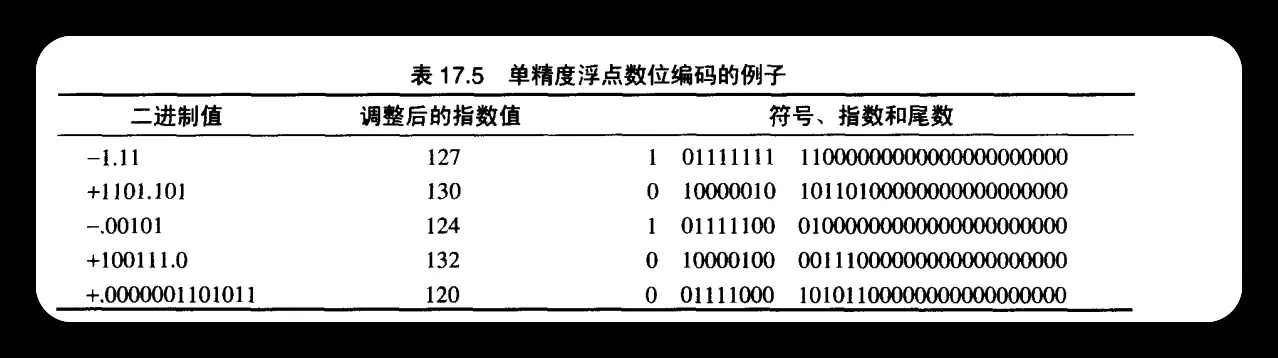 表 17.5 单精度浮点数位编码的例子
二进制值 调整后的指数值 符号、指数和尾数
-1.11 127 1 01111111 11000000000000000000000
+1101.101 130 0 10000010 10110100000000000000000
-.00101 124 1 01111100 01000000000000000000000
+100111.0 132 0 10000100 00111000000000000000000
+.0000001101011 120 0 01111000 10101100000000000000000